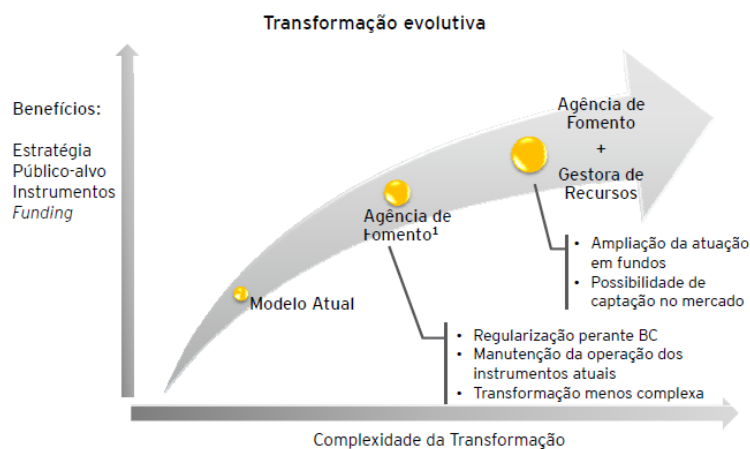 Transformação evolutiva
Benefícios:
Estratégia
Público-alvo
Instrumentos
Funding
Modelo Atual
Agência de
Fomento¹
• Regularização perante BC
• Manutenção da operação dos
instrumentos atuais
• Transformação menos complexa
Agência de
Fomento
+
Gestora de
Recursos
• Ampliação da atuação
em fundos
• Possibilidade de
captação no mercado
Complexidade da Transformação